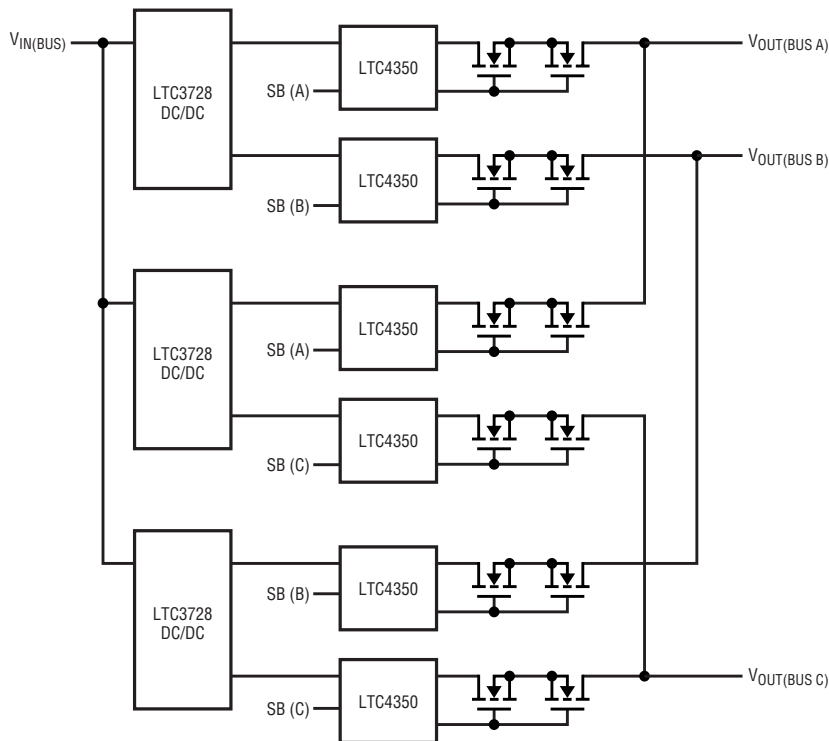 VIN(BUS)
LTC3728
DC/DC
SB (A)
LTC4350
VOUT(BUS A)
SB (B)
LTC4350
VOUT(BUS B)
LTC3728
DC/DC
SB (A)
LTC4350
SB (C)
LTC4350
LTC3728
DC/DC
SB (B)
LTC4350
SB (C)
LTC4350
VOUT(BUS C)